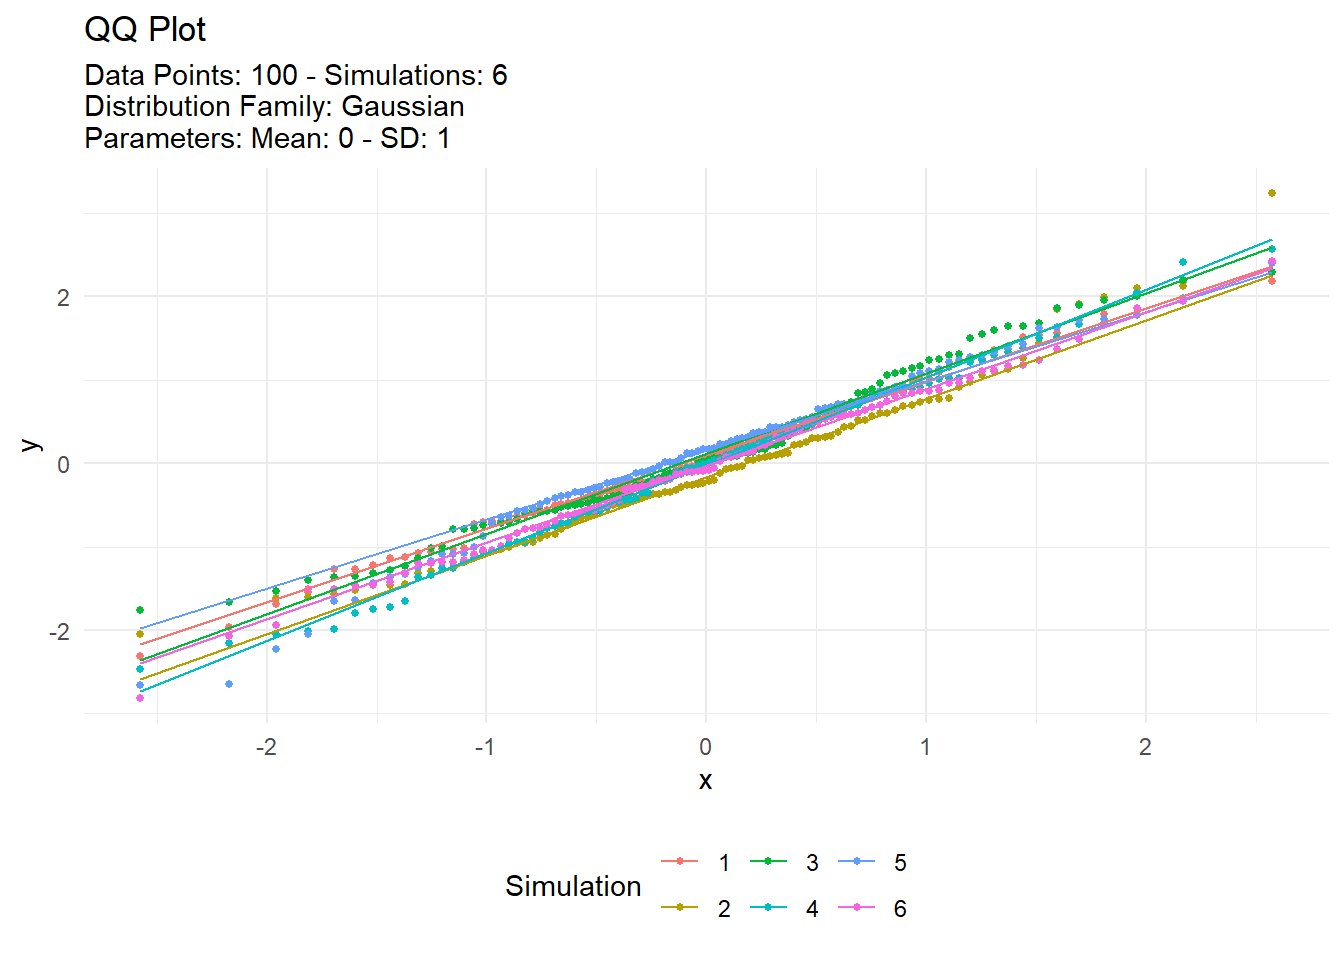 QQ Plot
Data Points: 100 - Simulations: 6
Distribution Family: Gaussian
Parameters: Mean: 0 - SD: 1
y
2
0
-2
-2 -1 0 1 2
x
Simulation
1 3 5
2 4 6